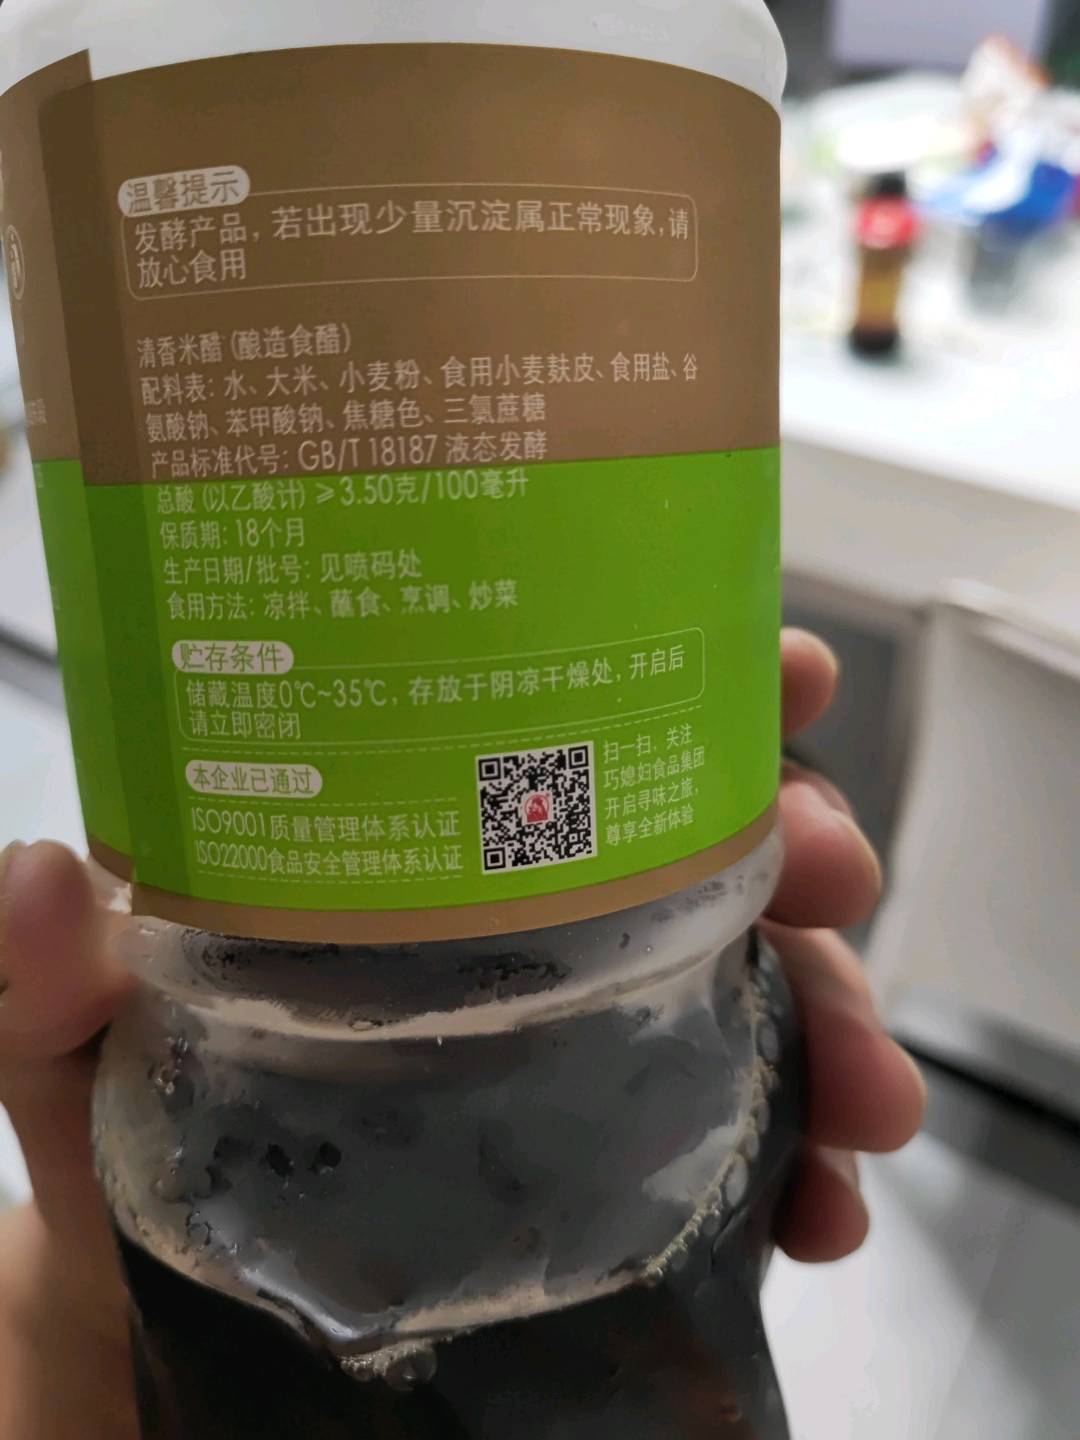 温馨提示
发酵产品，若出现少量沉淀属正常现象，请
放心食用
清香米醋（酿造食醋）
配料表：水、大米、小麦粉、食用小麦麸皮、食用盐、谷
氨酸钠、苯甲酸钠、焦糖色、三氯蔗糖
产品标准代号：GB/T 18187 液态发酵
总酸（以乙酸计）≥3.50克/100毫升
保质期：18个月
生产日期/批号：见喷码处
食用方法：凉拌、蘸食、烹调、炒菜
贮存条件
储藏温度0℃~35℃，存放于阴凉干燥处，开启后
请立即密闭
本企业已通过
ISO9001质量管理体系认证
ISO22000食品安全管理体系认证
扫一扫，关注
巧媳妇食品集团
开启寻味之旅，
尊享全新体验